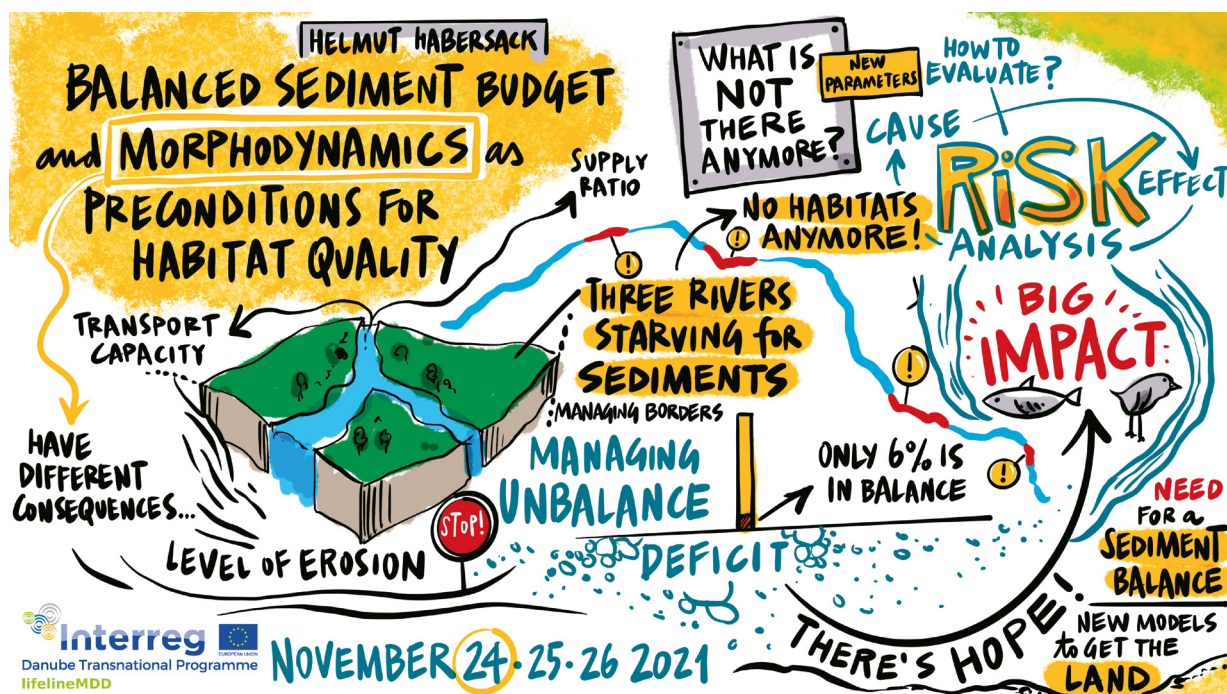 HELMUT HABERSACK
BALANCED SEDIMENT BUDGET
and MORPHODYNAMICS as
PRECONDITIONS FOR
HABITAT QUALITY
WHAT IS
NOT
THERE
ANYMORE?
NEW
PARAMETERS
HOW TO
EVALUATE?
CAUSE
RISK
ANALYSIS
EFFECT
SUPPLY
RATIO
NO HABITATS
ANYMORE!
TRANSPORT
CAPACITY
THREE RIVERS
STARVING for
SEDIMENTS
BIG
IMPACT
MANAGING BORDERS
HAVE
DIFFERENT
CONSEQUENCES...
MANAGING
UNBALANCE
ONLY 6% IS
IN BALANCE
STOP!
LEVEL OF EROSION
DEFICIT
NEED
FOR a
SEDIMENT
BALANCE
THERE'S HOPE!
NEW MODELS
to GET THE
LAND
Interreg
EUROPEAN UNION
Danube Transnational Programme
lifelineMDD
NOVEMBER 24·25·26 2021